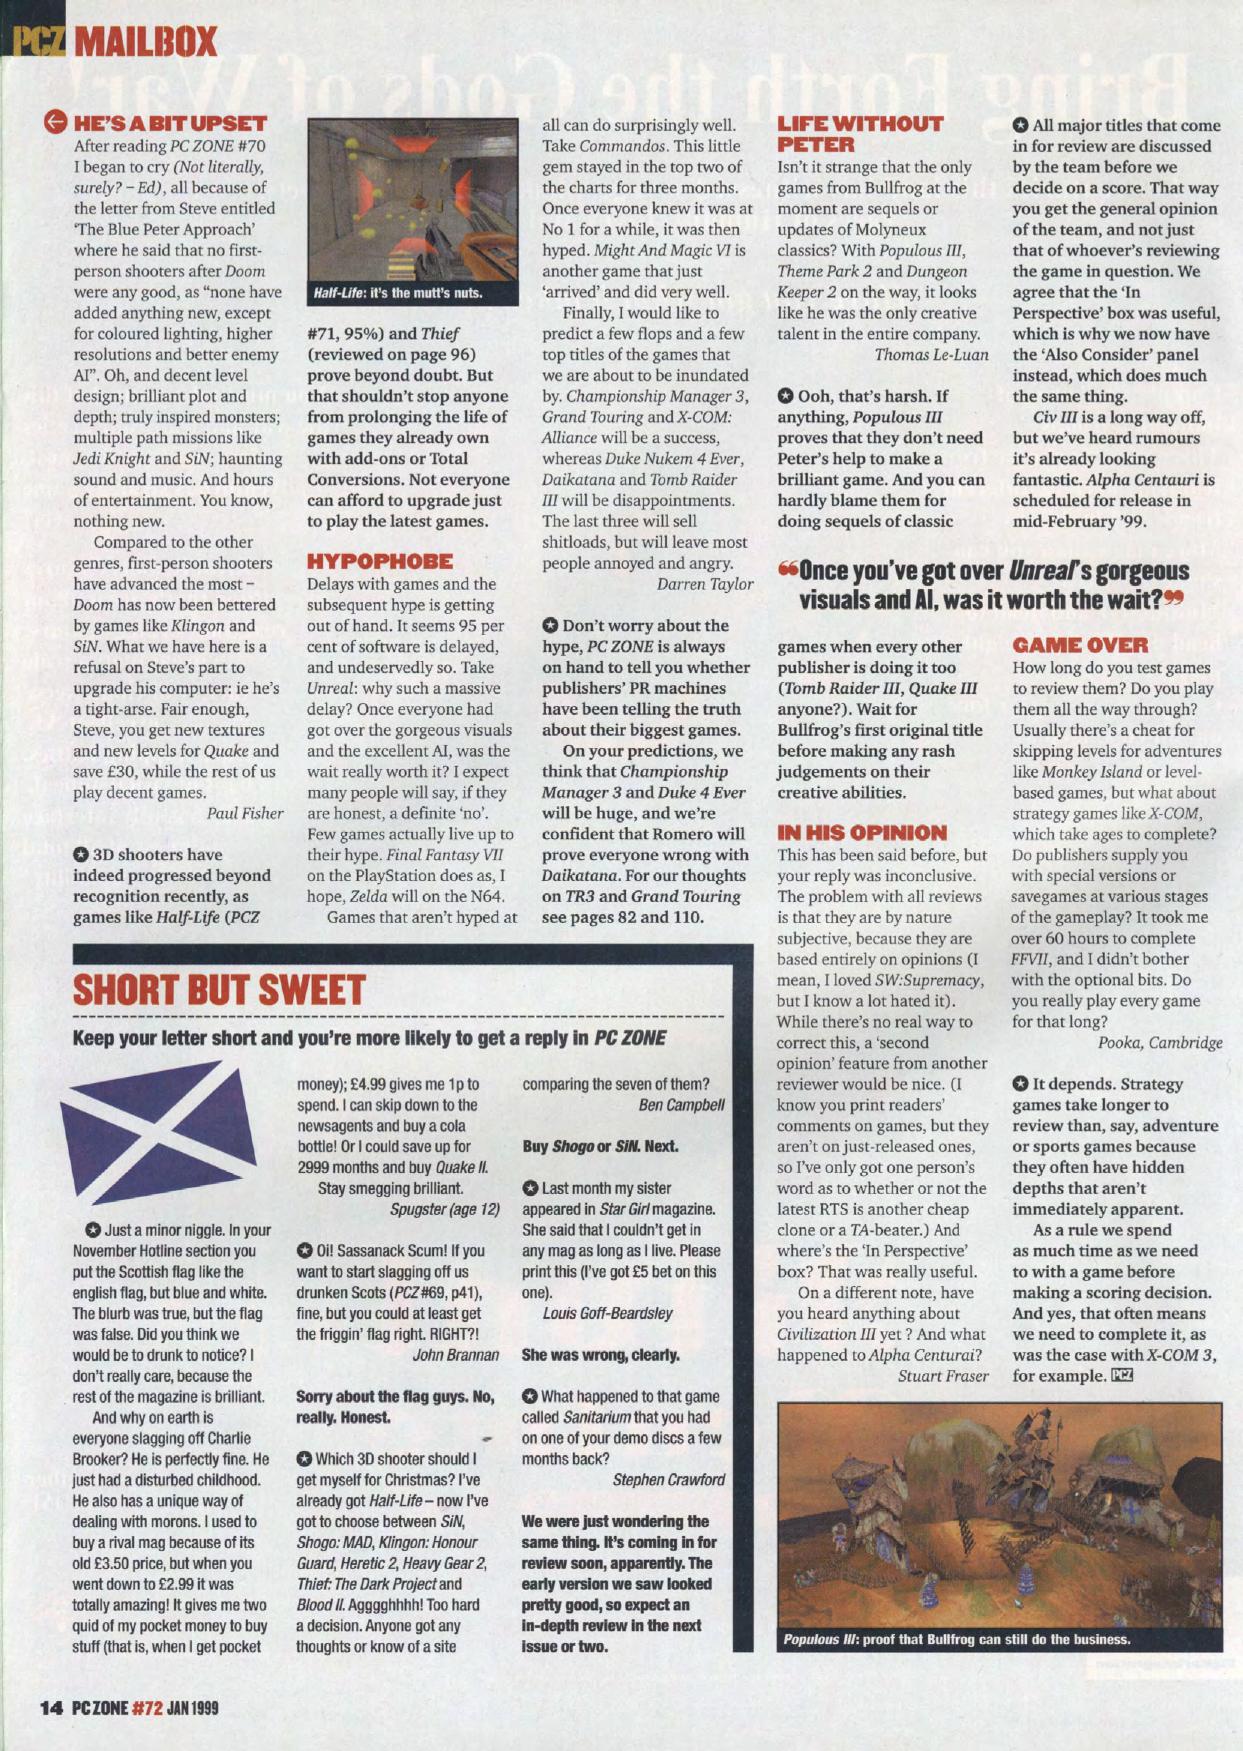 PCZ MAILBOX
HE'S A BIT UPSET
After reading PC ZONE #70
I began to cry (Not literally,
surely? – Ed), all because of
the letter from Steve entitled
'The Blue Peter Approach'
where he said that no first-
person shooters after Doom
were any good, as "none have
added anything new, except
for coloured lighting, higher
resolutions and better enemy
AI". Oh, and decent level
design; brilliant plot and
depth; truly inspired monsters;
multiple path missions like
Jedi Knight and SiN; haunting
sound and music. And hours
of entertainment. You know,
nothing new.
Compared to the other
genres, first-person shooters
have advanced the most –
Doom has now been bettered
by games like Klingon and
SiN. What we have here is a
refusal on Steve's part to
upgrade his computer: ie he's
a tight-arse. Fair enough,
Steve, you get new textures
and new levels for Quake and
save £30, while the rest of us
play decent games.
Paul Fisher
3D shooters have
indeed progressed beyond
recognition recently, as
games like Half-Life (PCZ
Half-Life: it's the mutt's nuts.
#71, 95%) and Thief
(reviewed on page 96)
prove beyond doubt. But
that shouldn't stop anyone
from prolonging the life of
games they already own
with add-ons or Total
Conversions. Not everyone
can afford to upgrade just
to play the latest games.
HYPOPHOBE
Delays with games and the
subsequent hype is getting
out of hand. It seems 95 per
cent of software is delayed,
and undeservedly so. Take
Unreal: why such a massive
delay? Once everyone had
got over the gorgeous visuals
and the excellent AI, was the
wait really worth it? I expect
many people will say, if they
are honest, a definite 'no'.
Few games actually live up to
their hype. Final Fantasy VII
on the PlayStation does as, I
hope, Zelda will on the N64.
Games that aren't hyped at
all can do surprisingly well.
Take Commandos. This little
gem stayed in the top two of
the charts for three months.
Once everyone knew it was at
No 1 for a while, it was then
hyped. Might And Magic VI is
another game that just
'arrived' and did very well.
Finally, I would like to
predict a few flops and a few
top titles of the games that
we are about to be inundated
by. Championship Manager 3,
Grand Touring and X-COM:
Alliance will be a success,
whereas Duke Nukem 4 Ever,
Daikatana and Tomb Raider
III will be disappointments.
The last three will sell
shitloads, but will leave most
people annoyed and angry.
Darren Taylor
Don't worry about the
hype, PC ZONE is always
on hand to tell you whether
publishers' PR machines
have been telling the truth
about their biggest games.
On your predictions, we
think that Championship
Manager 3 and Duke 4 Ever
will be huge, and we're
confident that Romero will
prove everyone wrong with
Daikatana. For our thoughts
on TR3 and Grand Touring
see pages 82 and 110.
LIFE WITHOUT
PETER
Isn't it strange that the only
games from Bullfrog at the
moment are sequels or
updates of Molyneux
classics? With Populous III,
Theme Park 2 and Dungeon
Keeper 2 on the way, it looks
like he was the only creative
talent in the entire company.
Thomas Le-Luan
Ooh, that's harsh. If
anything, Populous III
proves that they don't need
Peter's help to make a
brilliant game. And you can
hardly blame them for
doing sequels of classic
games when every other
publisher is doing it too
(Tomb Raider III, Quake III
anyone?). Wait for
Bullfrog's first original title
before making any rash
judgements on their
creative abilities.
IN HIS OPINION
This has been said before, but
your reply was inconclusive.
The problem with all reviews
is that they are by nature
subjective, because they are
based entirely on opinions (I
mean, I loved SW:Supremacy,
but I know a lot hated it).
While there's no real way to
correct this, a 'second
opinion' feature from another
reviewer would be nice. (I
know you print readers'
comments on games, but they
aren't on just-released ones,
so I've only got one person's
word as to whether or not the
latest RTS is another cheap
clone or a TA-beater.) And
where's the 'In Perspective'
box? That was really useful.
On a different note, have
you heard anything about
Civilization III yet ? And what
happened to Alpha Centurai?
Stuart Fraser
All major titles that come
in for review are discussed
by the team before we
decide on a score. That way
you get the general opinion
of the team, and not just
that of whoever's reviewing
the game in question. We
agree that the 'In
Perspective' box was useful,
which is why we now have
the 'Also Consider' panel
instead, which does much
the same thing.
Civ III is a long way off,
but we've heard rumours
it's already looking
fantastic. Alpha Centauri is
scheduled for release in
mid-February '99.
“Once you've got over Unreal's gorgeous
visuals and AI, was it worth the wait?”
GAME OVER
How long do you test games
to review them? Do you play
them all the way through?
Usually there's a cheat for
skipping levels for adventures
like Monkey Island or level-
based games, but what about
strategy games like X-COM,
which take ages to complete?
Do publishers supply you
with special versions or
savegames at various stages
of the gameplay? It took me
over 60 hours to complete
FFVII, and I didn't bother
with the optional bits. Do
you really play every game
for that long?
Pooka, Cambridge
It depends. Strategy
games take longer to
review than, say, adventure
or sports games because
they often have hidden
depths that aren't
immediately apparent.
As a rule we spend
as much time as we need
to with a game before
making a scoring decision.
And yes, that often means
we need to complete it, as
was the case with X-COM 3,
for example. PCZ
Populous III: proof that Bullfrog can still do the business.
SHORT BUT SWEET
Keep your letter short and you're more likely to get a reply in PC ZONE
Just a minor niggle. In your
November Hotline section you
put the Scottish flag like the
english flag, but blue and white.
The blurb was true, but the flag
was false. Did you think we
would be to drunk to notice? I
don't really care, because the
rest of the magazine is brilliant.
And why on earth is
everyone slagging off Charlie
Brooker? He is perfectly fine. He
just had a disturbed childhood.
He also has a unique way of
dealing with morons. I used to
buy a rival mag because of its
old £3.50 price, but when you
went down to £2.99 it was
totally amazing! It gives me two
quid of my pocket money to buy
stuff (that is, when I get pocket
money); £4.99 gives me 1p to
spend. I can skip down to the
newsagents and buy a cola
bottle! Or I could save up for
2999 months and buy Quake II.
Stay smegging brilliant.
Spugster (age 12)
Oi! Sassanack Scum! If you
want to start slagging off us
drunken Scots (PCZ #69, p41),
fine, but you could at least get
the friggin' flag right. RIGHT?!
John Brannan
Sorry about the flag guys. No,
really. Honest.
Which 3D shooter should I
get myself for Christmas? I've
already got Half-Life – now I've
got to choose between SiN,
Shogo: MAD, Klingon: Honour
Guard, Heretic 2, Heavy Gear 2,
Thief: The Dark Project and
Blood II. Agggghhhh! Too hard
a decision. Anyone got any
thoughts or know of a site
comparing the seven of them?
Ben Campbell
Buy Shogo or SiN. Next.
Last month my sister
appeared in Star Girl magazine.
She said that I couldn't get in
any mag as long as I live. Please
print this (I've got £5 bet on this
one).
Louis Goff-Beardsley
She was wrong, clearly.
What happened to that game
called Sanitarium that you had
on one of your demo discs a few
months back?
Stephen Crawford
We were just wondering the
same thing. It's coming in for
review soon, apparently. The
early version we saw looked
pretty good, so expect an
in-depth review in the next
issue or two.
14 PC ZONE #72 JAN 1999